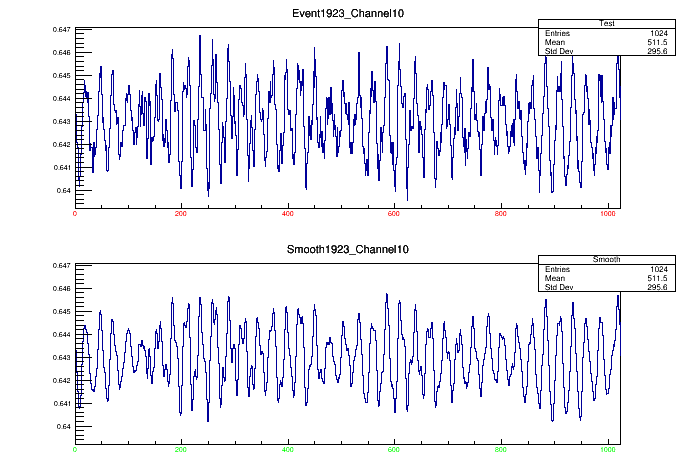 Event1923_Channel10
Test
Entries 1024
Mean 511.5
Std Dev 295.6
0.647
0.646
0.645
0.644
0.643
0.642
0.641
0.64
0 200 400 600 800 1000
Smooth1923_Channel10
Smooth
Entries 1024
Mean 511.5
Std Dev 295.6
0.647
0.646
0.645
0.644
0.643
0.642
0.641
0.64
0 200 400 600 800 1000